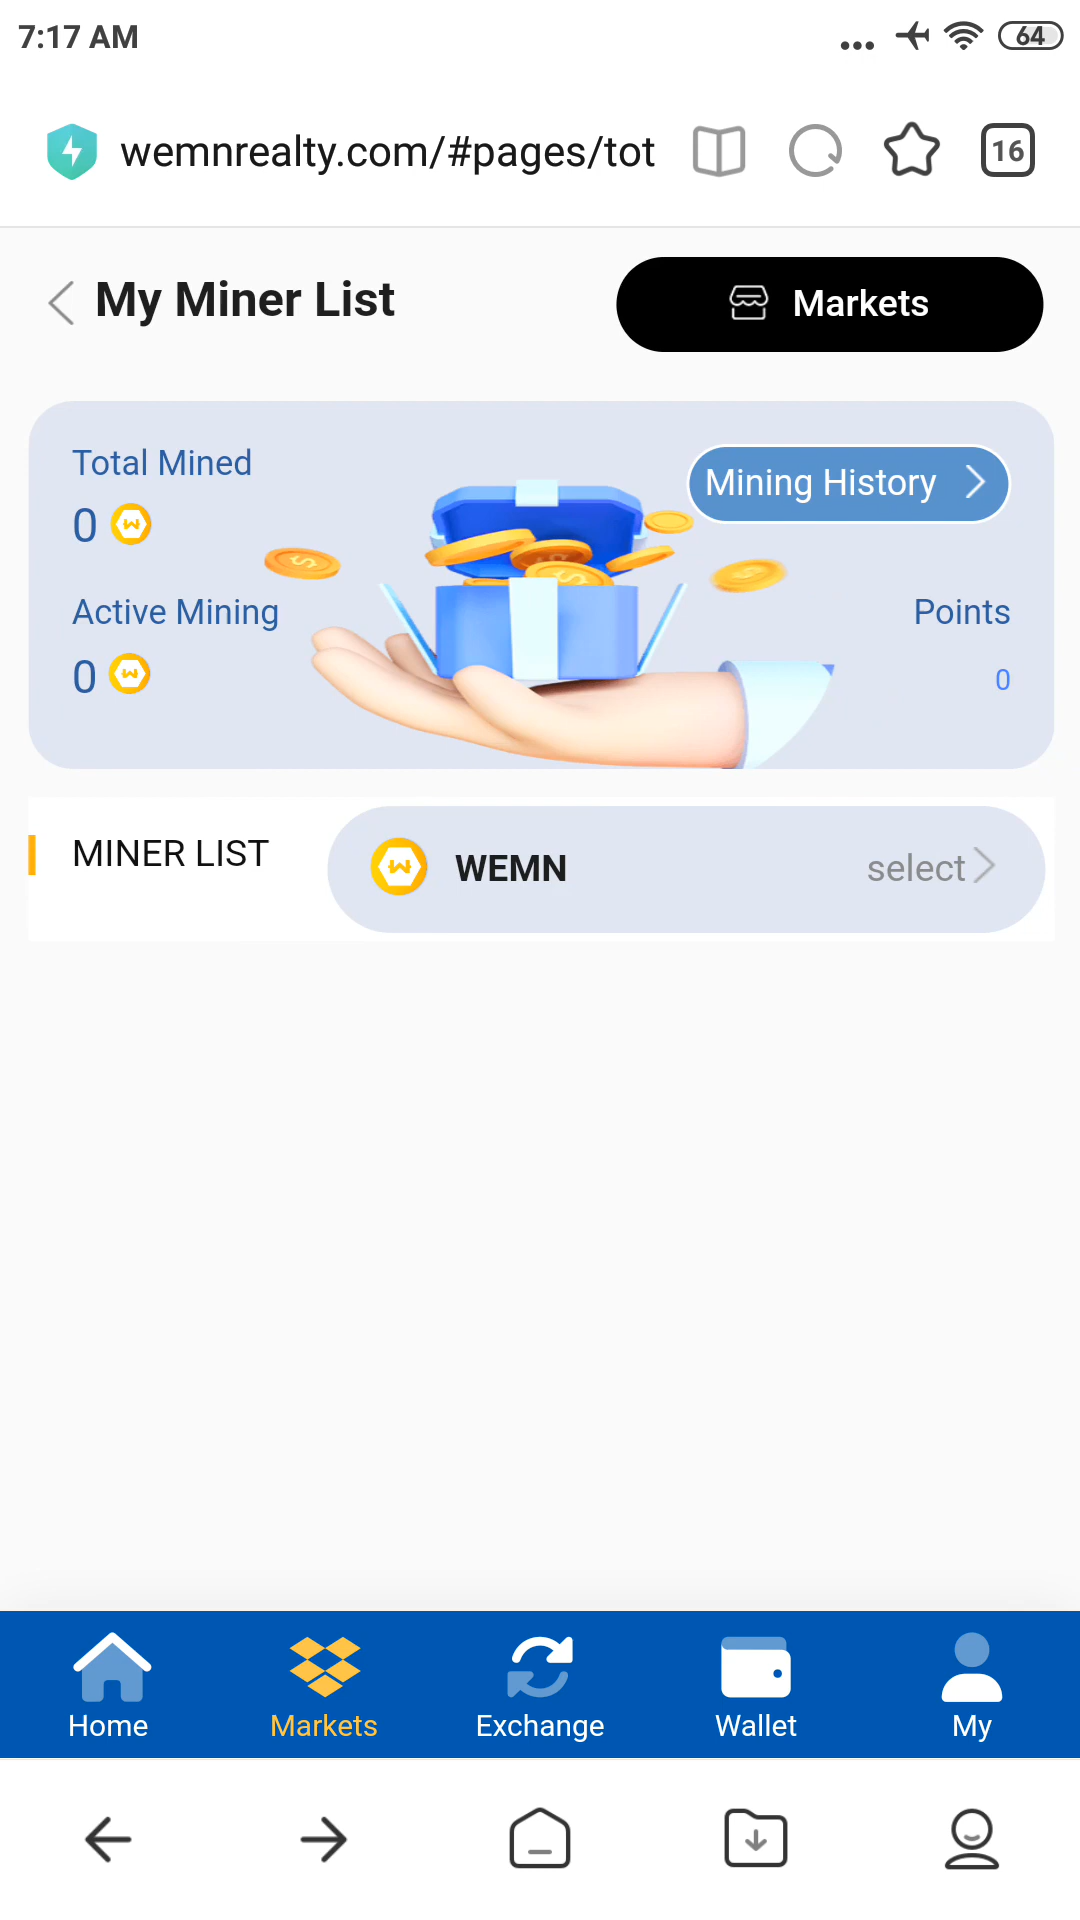 7:17 AM
64
wemnrealty.com/#pages/tot
16
My Miner List
Markets
Total Mined
Mining History
0
Active Mining
Points
0
0
MINER LIST
WEMN
select
Home
Markets
Exchange
Wallet
My